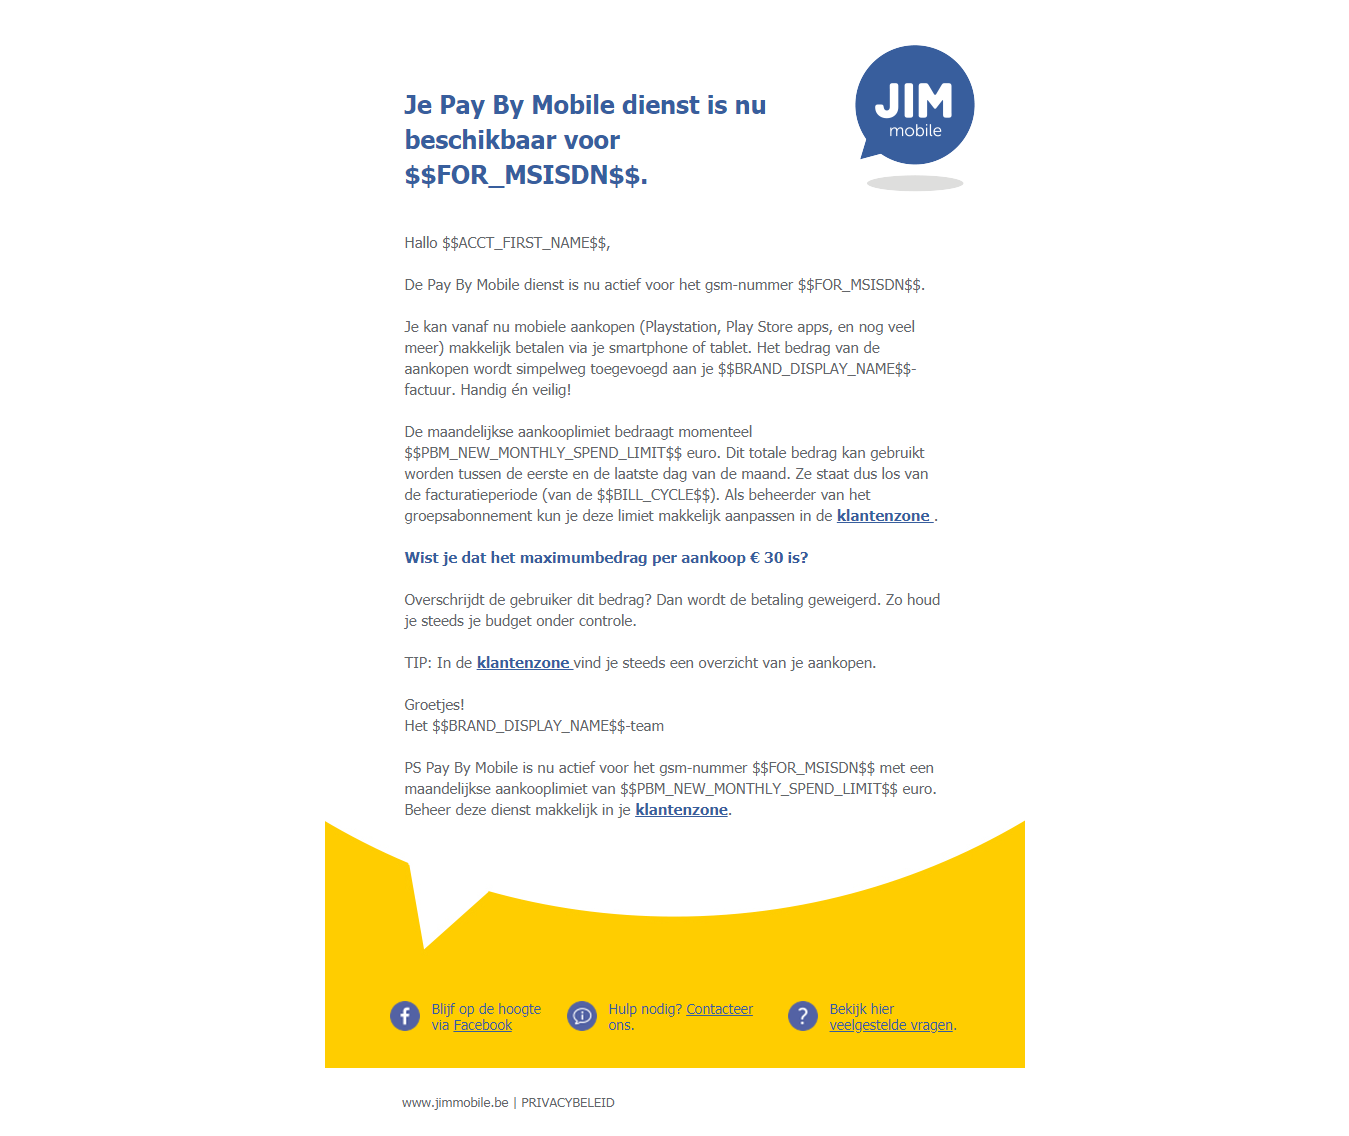 JIM
mobile
Je Pay By Mobile dienst is nu
beschikbaar voor
$$FOR_MSISDN$$.
Hallo $$ACCT_FIRST_NAME$$,
De Pay By Mobile dienst is nu actief voor het gsm-nummer $$FOR_MSISDN$$.
Je kan vanaf nu mobiele aankopen (Playstation, Play Store apps, en nog veel
meer) makkelijk betalen via je smartphone of tablet. Het bedrag van de
aankopen wordt simpelweg toegevoegd aan je $$BRAND_DISPLAY_NAME$$-
factuur. Handig én veilig!
De maandelijkse aankooplimiet bedraagt momenteel
$$PBM_NEW_MONTHLY_SPEND_LIMIT$$ euro. Dit totale bedrag kan gebruikt
worden tussen de eerste en de laatste dag van de maand. Ze staat dus los van
de facturatieperiode (van de $$BILL_CYCLE$$). Als beheerder van het
groepsabonnement kun je deze limiet makkelijk aanpassen in de klantenzone .
Wist je dat het maximumbedrag per aankoop € 30 is?
Overschrijdt de gebruiker dit bedrag? Dan wordt de betaling geweigerd. Zo houd
je steeds je budget onder controle.
TIP: In de klantenzone vind je steeds een overzicht van je aankopen.
Groetjes!
Het $$BRAND_DISPLAY_NAME$$-team
PS Pay By Mobile is nu actief voor het gsm-nummer $$FOR_MSISDN$$ met een
maandelijkse aankooplimiet van $$PBM_NEW_MONTHLY_SPEND_LIMIT$$ euro.
Beheer deze dienst makkelijk in je klantenzone.
Blijf op de hoogte
via Facebook
Hulp nodig? Contacteer
ons.
Bekijk hier
veelgestelde vragen.
www.jimmobile.be | PRIVACYBELEID